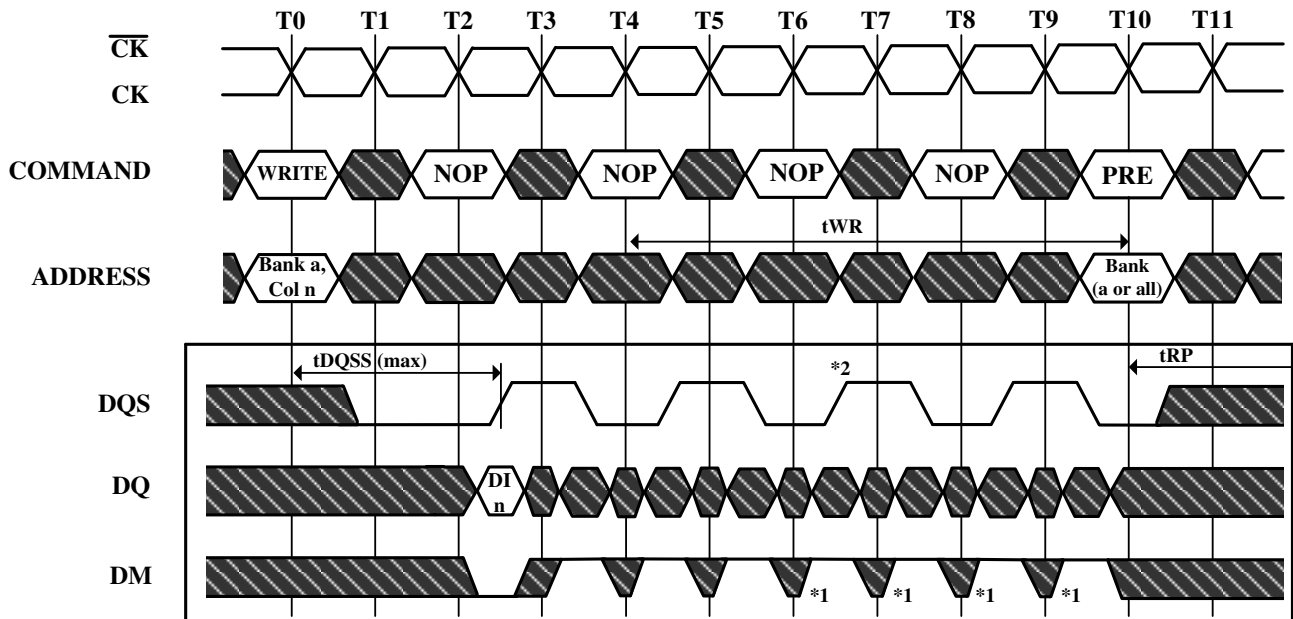 T0 T1 T2 T3 T4 T5 T6 T7 T8 T9 T10 T11
CK
CK
COMMAND WRITE NOP NOP NOP NOP PRE
tWR
ADDRESS Bank a, Col n Bank (a or all)
tDQSS (max) *2 tRP
DQS
DQ DI n
DM
*1 *1 *1 *1